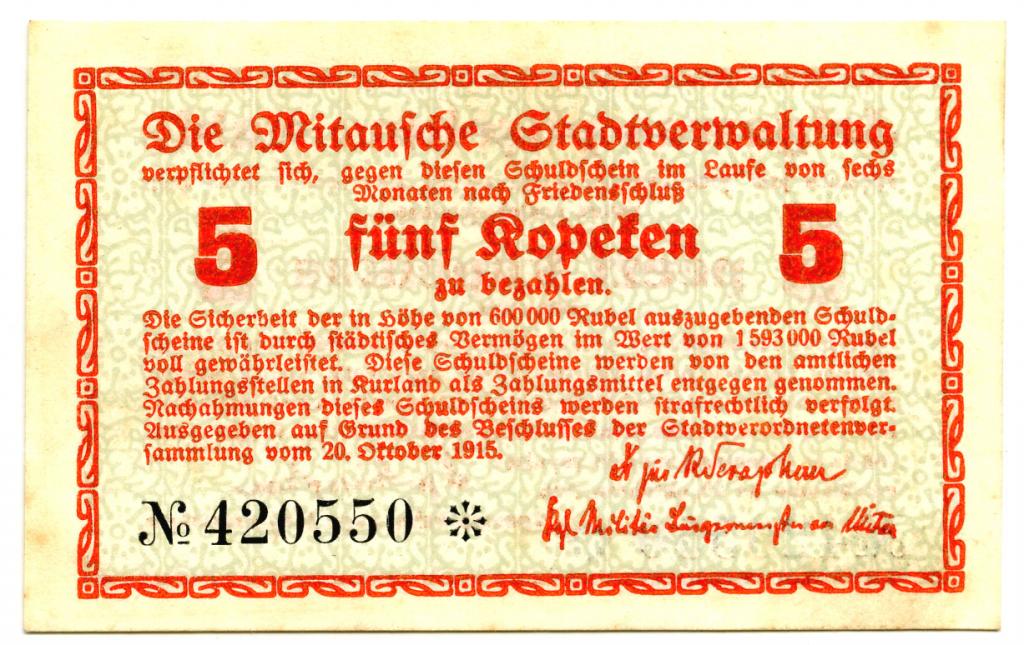 Die Mitausche Stadtverwaltung
verpflichtet sich, gegen diesen Schuldschein im Laufe von sechs
Monaten nach Friedensschluß
5 fünf Kopeken 5
zu bezahlen.
Die Sicherheit der in Höhe von 600 000 Rubel auszugebenden Schuld-
scheine ist durch städtisches Vermögen im Wert von 1 593 000 Rubel
voll gewährleistet. Diese Schuldscheine werden von den amtlichen
Zahlungsstellen in Kurland als Zahlungsmittel entgegen genommen.
Nachahmungen dieses Schuldscheins werden strafrechtlich verfolgt.
Ausgegeben auf Grund des Beschlusses der Stadtverordnetenver-
sammlung vom 20. Oktober 1915.
№ 420550